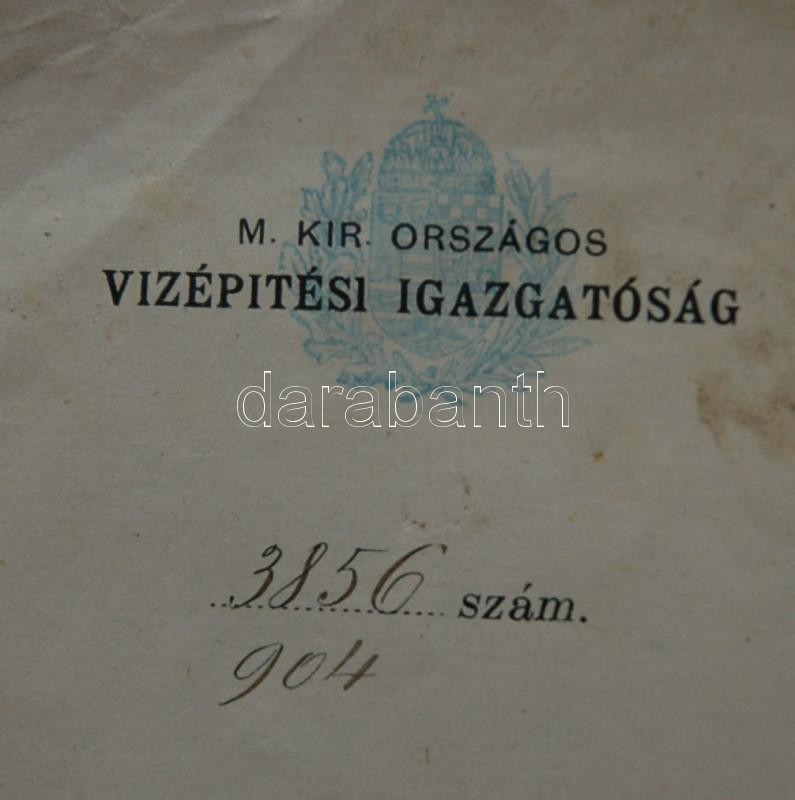 M. KIR. ORSZÁGOS
VIZÉPITÉSI IGAZGATÓSÁG
darabanth
3856 szám.
904